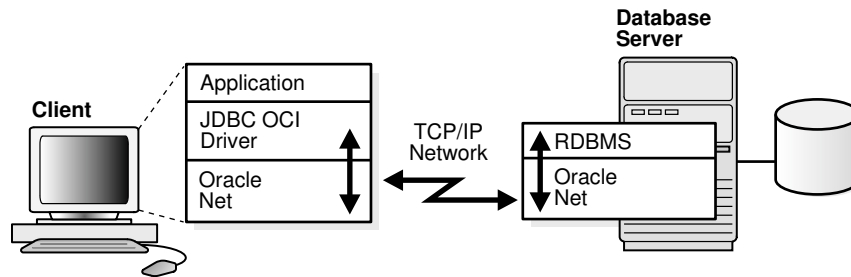 Database
Server
Client
Application
JDBC OCI
Driver
Oracle
Net
TCP/IP
Network
RDBMS
Oracle
Net